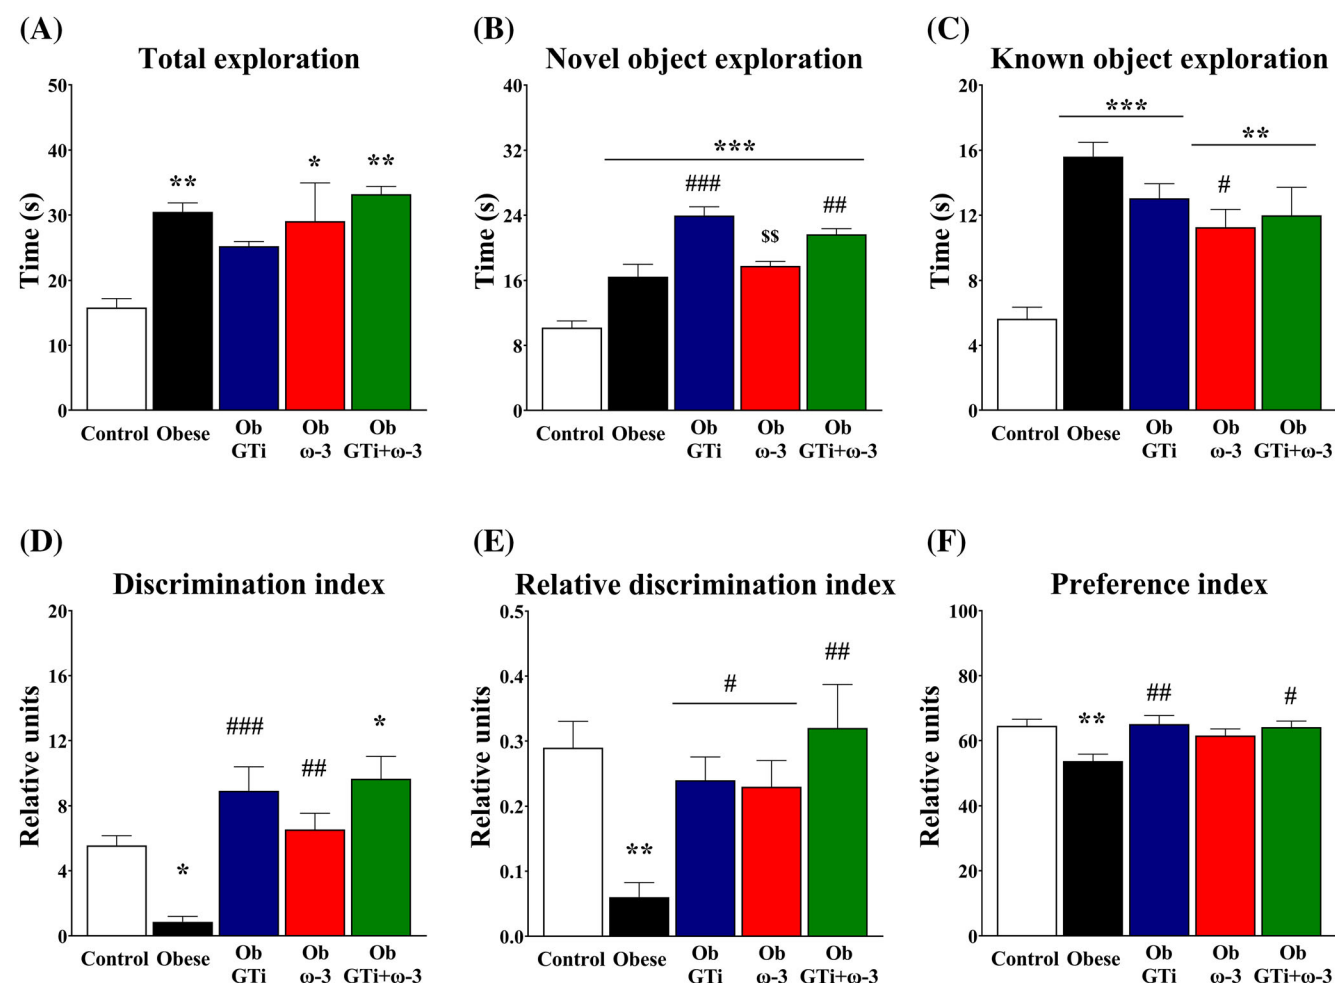 (A)
Total exploration
Time (s)
50
40
30
20
10
0
**
*
**
Control Obese Ob GTi Ob ω-3 Ob GTi+ω-3
(B)
Novel object exploration
Time (s)
40
32
24
16
8
0
***
###
$$
##
Control Obese Ob GTi Ob ω-3 Ob GTi+ω-3
(C)
Known object exploration
Time (s)
20
16
12
8
4
0
***
**
#
Control Obese Ob GTi Ob ω-3 Ob GTi+ω-3
(D)
Discrimination index
Relative units
20
16
12
8
4
0
*
###
##
*
Control Obese Ob GTi Ob ω-3 Ob GTi+ω-3
(E)
Relative discrimination index
Relative units
0.5
0.4
0.3
0.2
0.1
0.0
**
#
##
Control Obese Ob GTi Ob ω-3 Ob GTi+ω-3
(F)
Preference index
Relative units
100
80
60
40
20
0
**
##
#
Control Obese Ob GTi Ob ω-3 Ob GTi+ω-3